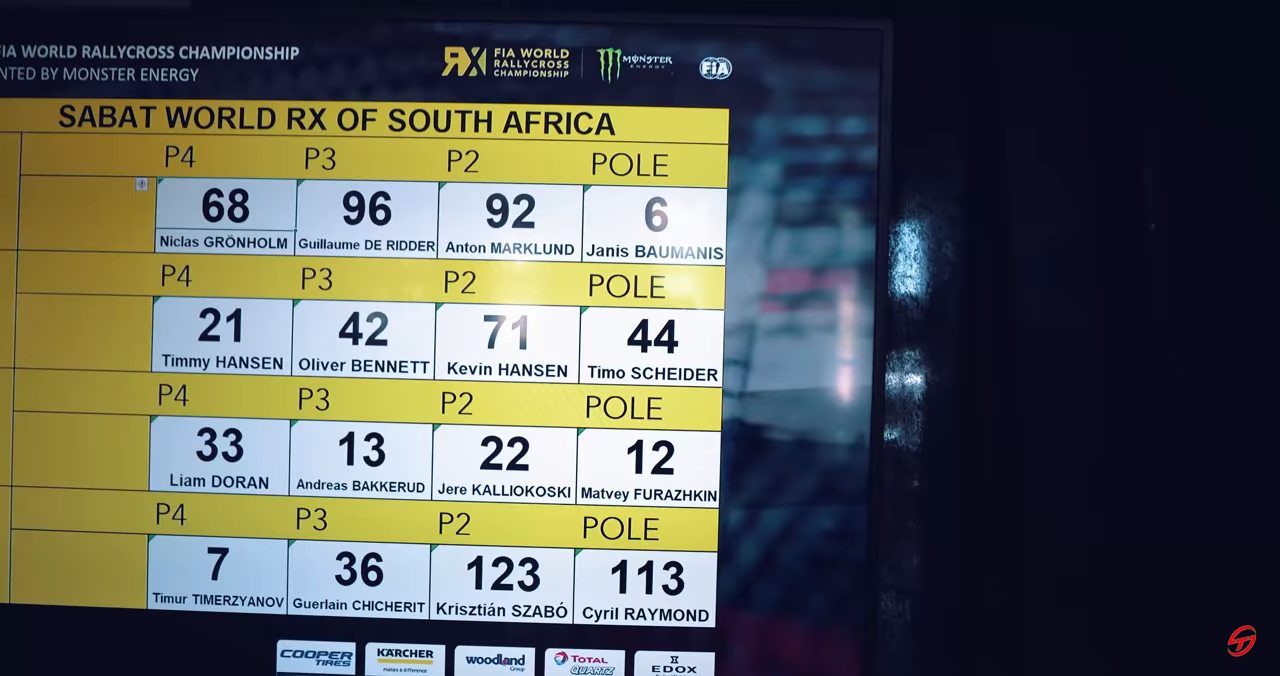 FIA WORLD RALLYCROSS CHAMPIONSHIP
NTED BY MONSTER ENERGY
RX FIA WORLD
RALLYCROSS
CHAMPIONSHIP
MONSTER
ENERGY
FIA
SABAT WORLD RX OF SOUTH AFRICA
P4 P3 P2 POLE
68 96 92 6
Niclas GRÖNHOLM Guillaume DE RIDDER Anton MARKLUND Janis BAUMANIS
P4 P3 P2 POLE
21 42 71 44
Timmy HANSEN Oliver BENNETT Kevin HANSEN Timo SCHEIDER
P4 P3 P2 POLE
33 13 22 12
Liam DORAN Andreas BAKKERUD Jere KALLIOKOSKI Matvey FURAZHKIN
P4 P3 P2 POLE
7 36 123 113
Timur TIMERZYANOV Guerlain CHICHERIT Krisztián SZABÓ Cyril RAYMOND
COOPER
TIRES
KÄRCHER
makes a difference
woodland
Group
TOTAL
QUARTZ
EDOX